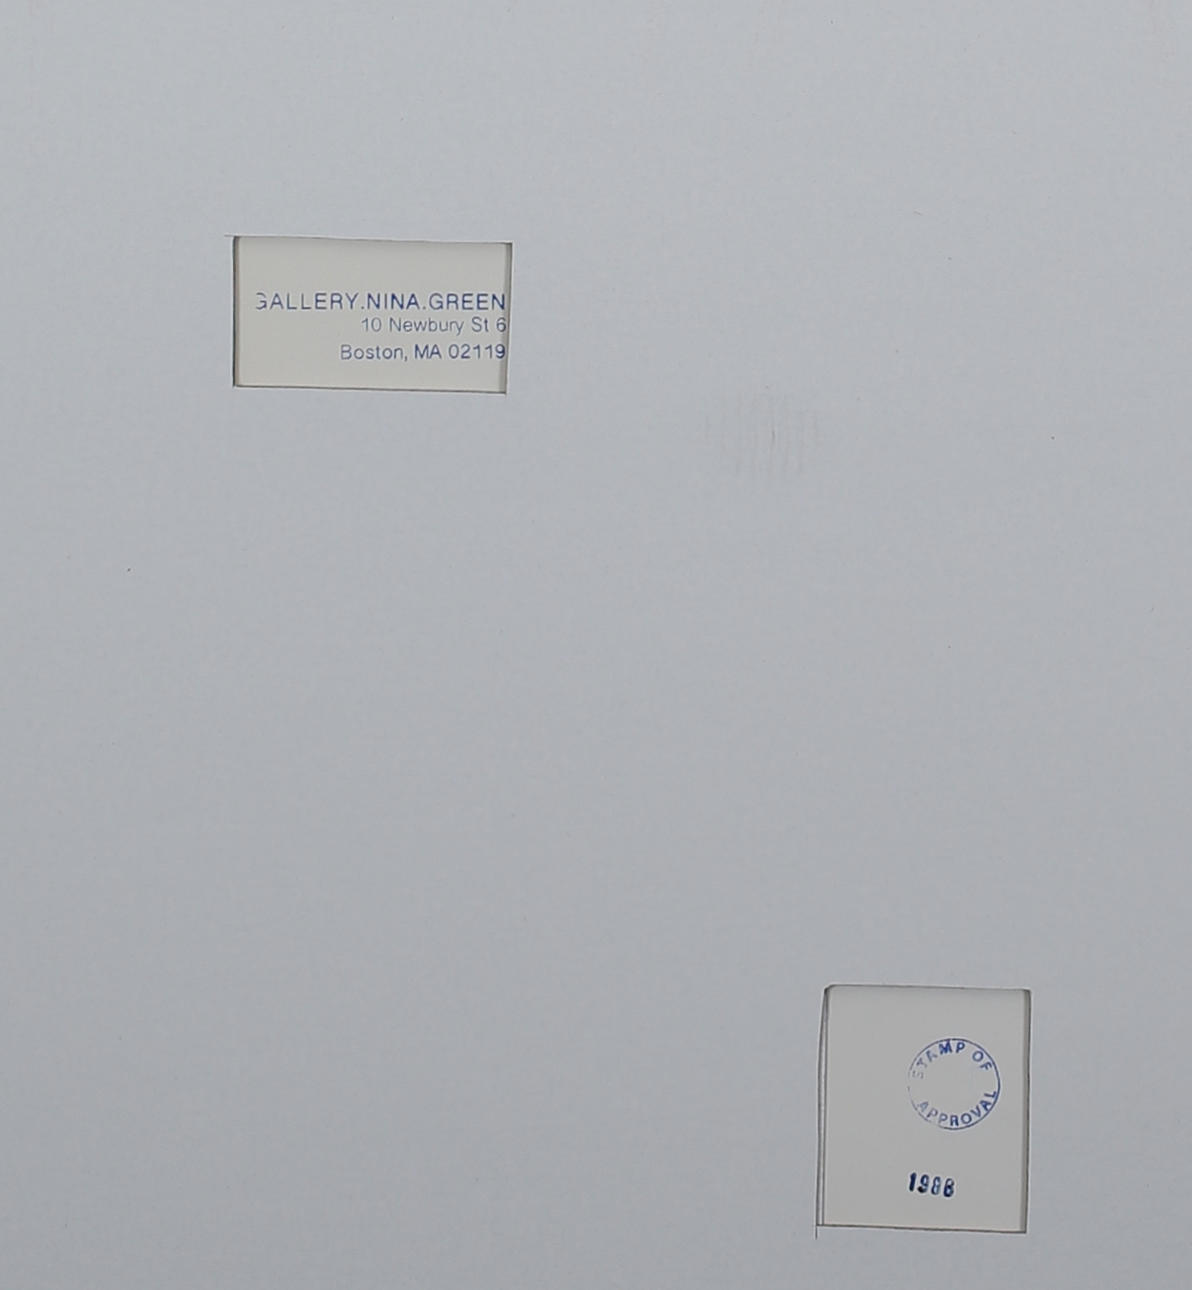 GALLERY.NINA.GREEN
10 Newbury St 6
Boston, MA 02119
STAMP OF
APPROVAL
1988